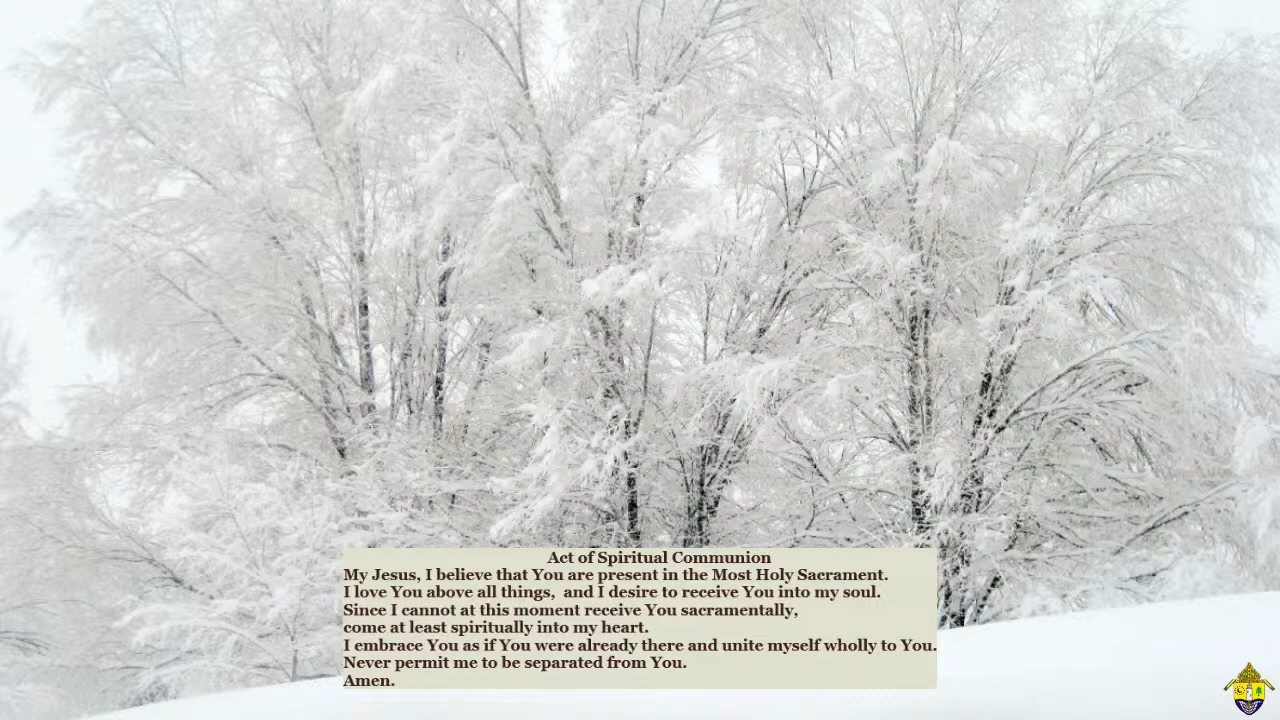 Act of Spiritual Communion
My Jesus, I believe that You are present in the Most Holy Sacrament.
I love You above all things,  and I desire to receive You into my soul.
Since I cannot at this moment receive You sacramentally,
come at least spiritually into my heart.
I embrace You as if You were already there and unite myself wholly to You.
Never permit me to be separated from You.
Amen.